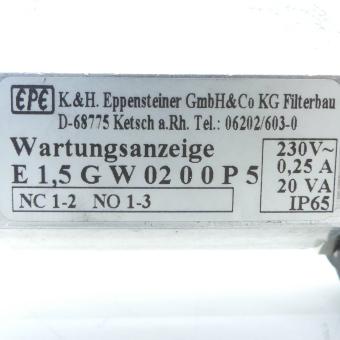 EPE K.&H. Eppensteiner GmbH&Co KG Filterbau
D-68775 Ketsch a.Rh. Tel.: 06202/603-0
Wartungsanzeige
E 1,5 G W 02 0 0 P 5
NC 1-2 NO 1-3
230V~
0,25 A
20 VA
IP65